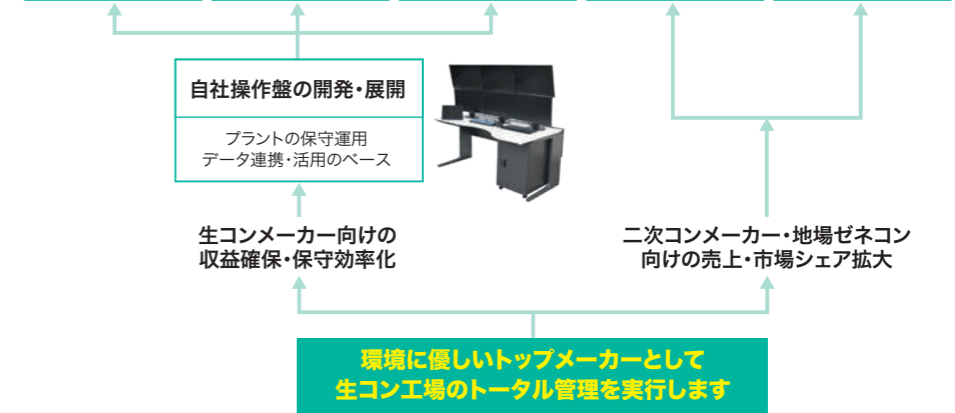 自社操作盤の開発・展開
プラントの保守運用
データ連携・活用のベース
生コンメーカー向けの
収益確保・保守効率化
二次コンメーカー・地場ゼネコン
向けの売上・市場シェア拡大
環境に優しいトップメーカーとして
生コン工場のトータル管理を実行します